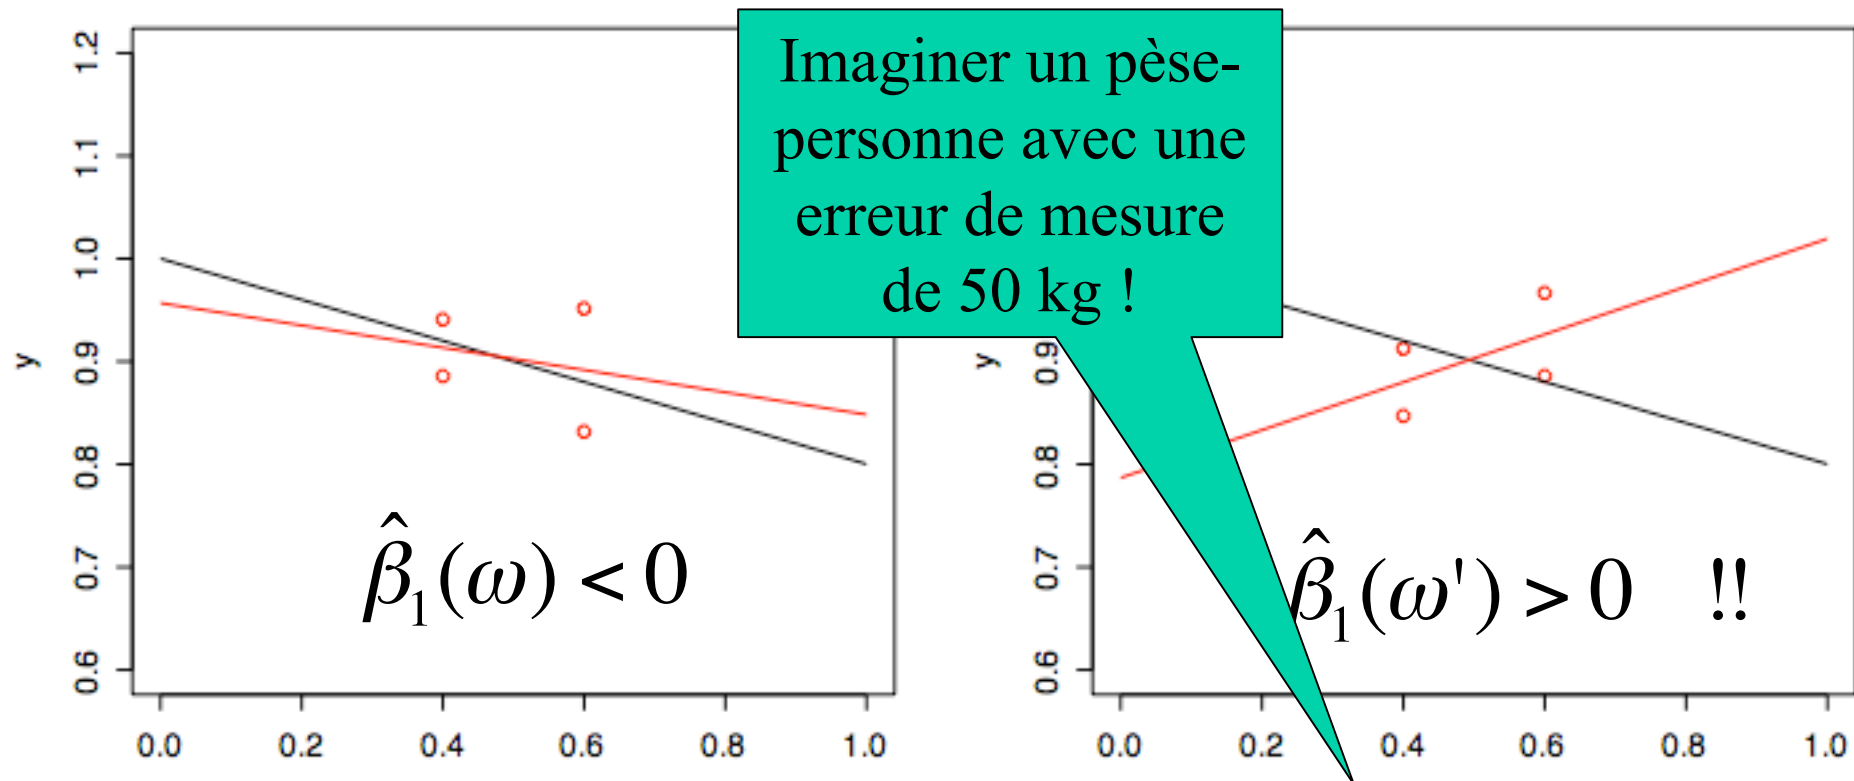 Imaginer un pèse-
personne avec une
erreur de mesure
de 50 kg !
1.2
1.1
1.0
0.9
0.8
0.7
0.6
y
β̂₁(ω) < 0
0.0 0.2 0.4 0.6 0.8 1.0
0.9
0.8
0.7
0.6
y
β̂₁(ω') > 0 !!
0.0 0.2 0.4 0.6 0.8 1.0